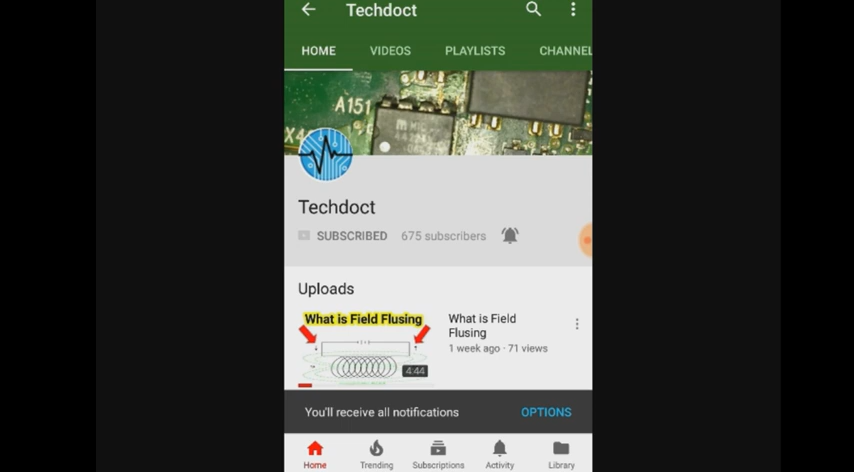 Techdoct
HOME VIDEOS PLAYLISTS CHANNEL
A151
X4
Techdoct
SUBSCRIBED 675 subscribers
Uploads
What is Field Flusing
4:44
What is Field
Flusing
1 week ago · 71 views
You'll receive all notifications OPTIONS
Home Trending Subscriptions Activity Library